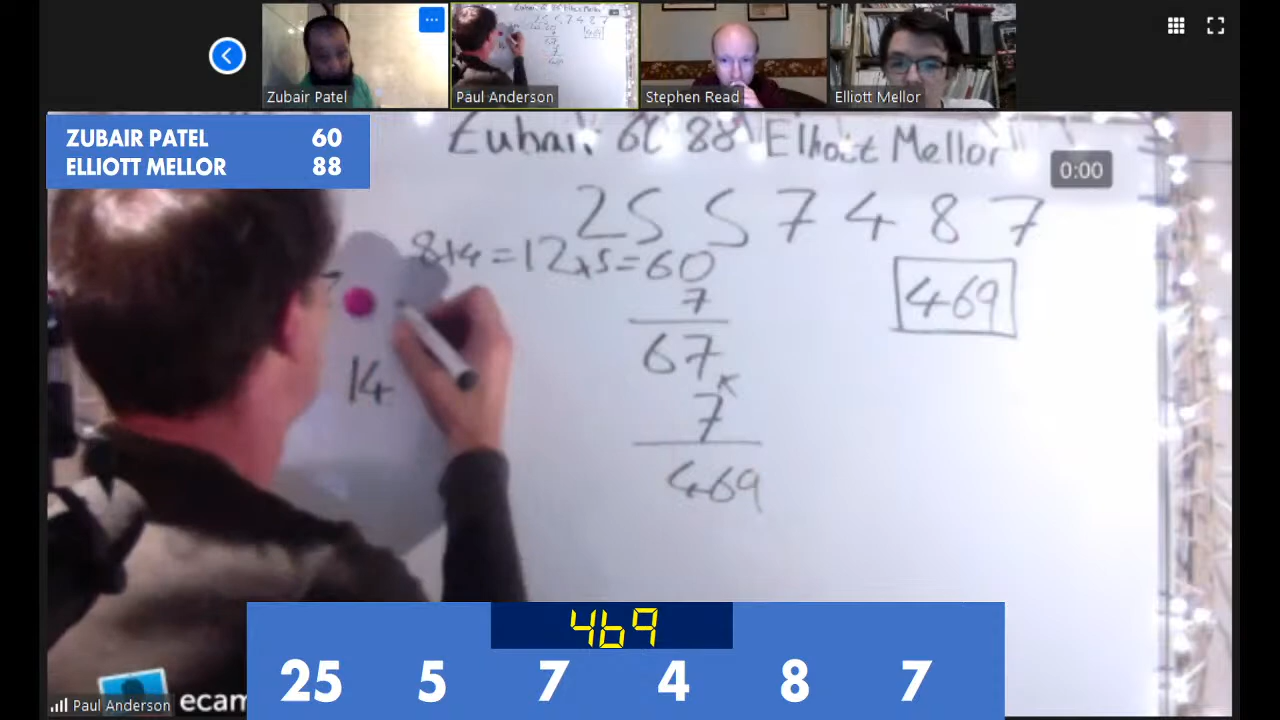 Zubair Patel
Paul Anderson
Stephen Read
Elliott Mellor
ZUBAIR PATEL 60
ELLIOTT MELLOR 88
88 Elliott Mellor
0:00
25 5 7 4 8 7
8+4=12x5=60
7
469
67
14
7
469
469
25 5 7 4 8 7
Paul Anderson
ecam